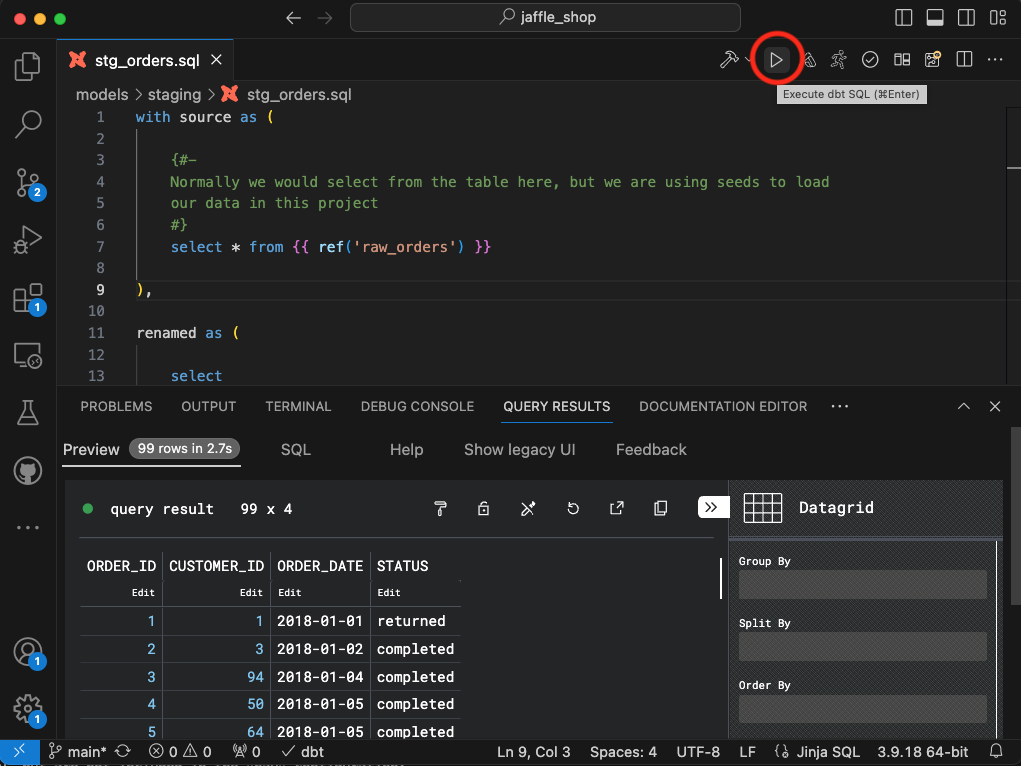 jaffle_shop
stg_orders.sql
models > staging > stg_orders.sql
Execute dbt SQL (⌘Enter)
1 with source as (
2
3 {#-
4 Normally we would select from the table here, but we are using seeds to load
5 our data in this project
6 #}
7 select * from {{ ref('raw_orders') }}
8
9 ),
10
11 renamed as (
12
13 select
2
1
PROBLEMS OUTPUT TERMINAL DEBUG CONSOLE QUERY RESULTS DOCUMENTATION EDITOR ...
Preview 99 rows in 2.7s SQL Help Show legacy UI Feedback
query result 99 x 4
Datagrid
ORDER_ID CUSTOMER_ID ORDER_DATE STATUS
Edit Edit Edit Edit
1 1 2018-01-01 returned
2 3 2018-01-02 completed
3 94 2018-01-04 completed
4 50 2018-01-05 completed
5 64 2018-01-05 completed
Group By
Split By
Order By
1
1
main* 0 0 0 dbt Ln 9, Col 3 Spaces: 4 UTF-8 LF Jinja SQL 3.9.18 64-bit